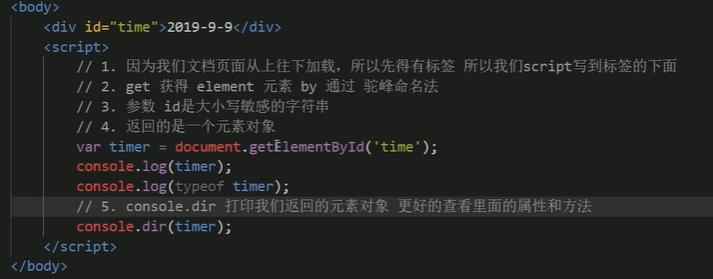 <body>
<div id="time">2019-9-9</div>
<script>
// 1. 因为我们文档页面从上往下加载，所以先得有标签 所以我们script写到标签的下面
// 2. get 获得 element 元素 by 通过 驼峰命名法
// 3. 参数 id是大小写敏感的字符串
// 4. 返回的是一个元素对象
var timer = document.getElementById('time');
console.log(timer);
console.log(typeof timer);
// 5. console.dir 打印我们返回的元素对象 更好的查看里面的属性和方法
console.dir(timer);
</script>
</body>